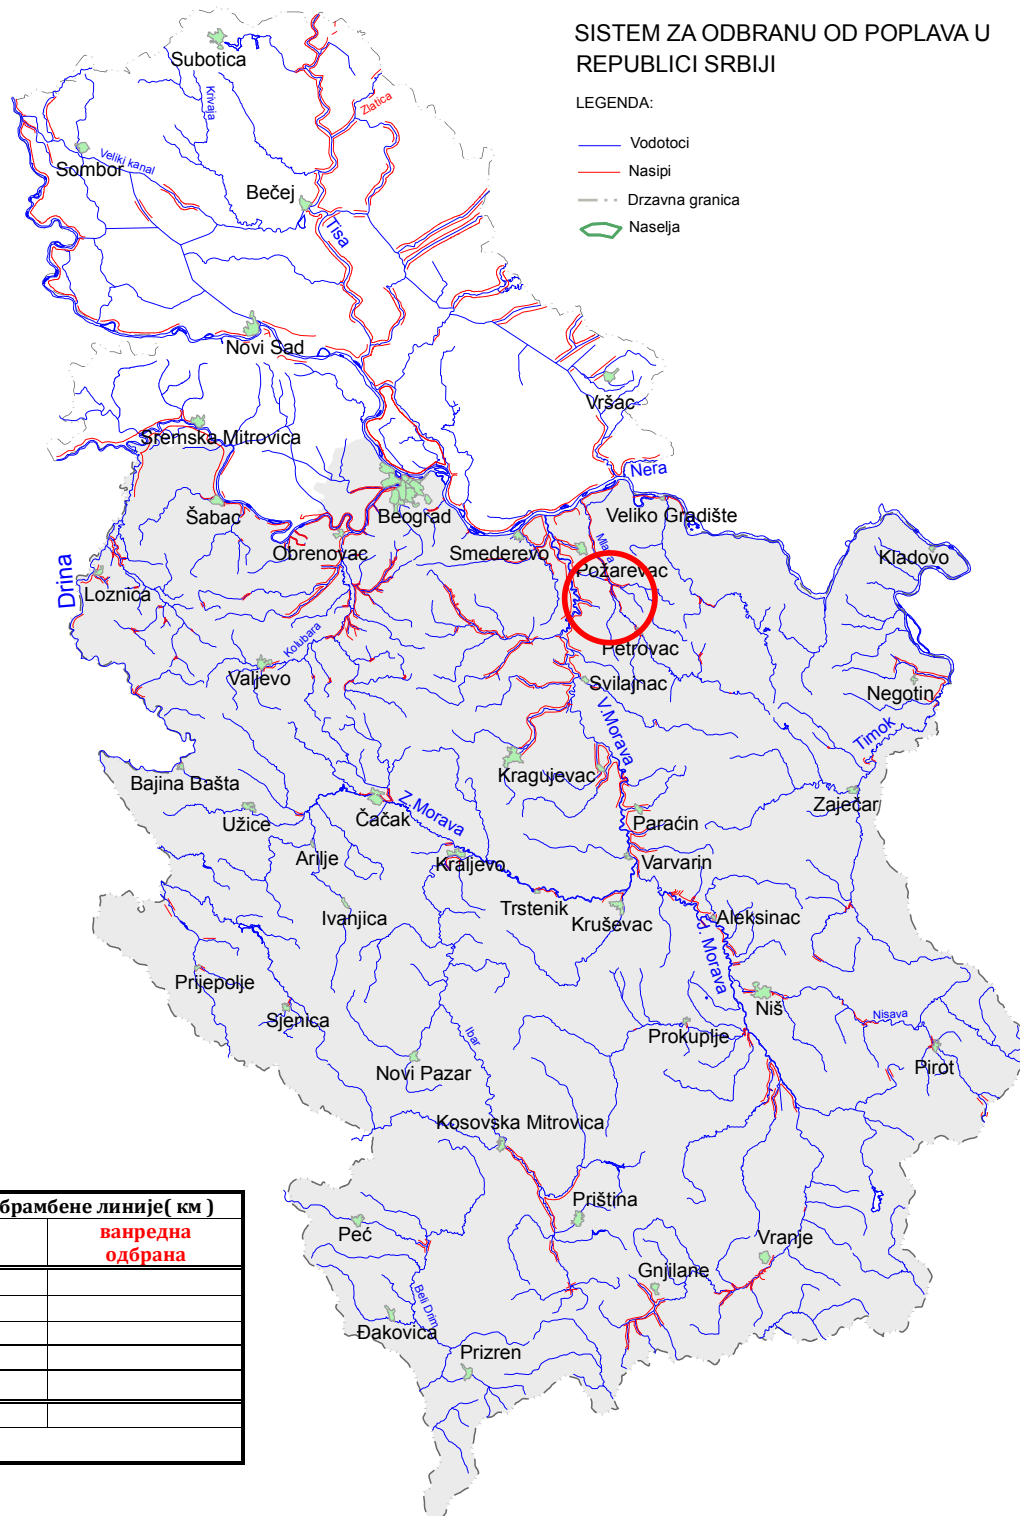 SISTEM ZA ODBRANU OD POPLAVA U
REPUBLICI SRBIJI
LEGENDA:
Vodotoci
Nasipi
Drzavna granica
Naselja
Subotica
Krivaja
Zlatica
Sombor
Veliki kanal
Bečej
Tisa
Novi Sad
Vršac
Sremska Mitrovica
Nera
Šabac
Beograd
Veliko Gradište
Obrenovac
Smederevo
Kladovo
Drina
Loznica
Požarevac
Kolubara
Petrovac
Valjevo
Svilajnac
Negotin
V.Morava
Timok
Kragujevac
Bajina Bašta
Zaječar
Užice
Čačak
Z.Morava
Paraćin
Arilje
Kraljevo
Varvarin
Ivanjica
Trstenik
Kruševac
Aleksinac
J. Morava
Prijepolje
Niš
Sjenica
Nisava
Ibar
Prokuplje
Pirot
Novi Pazar
Kosovska Mitrovica
Priština
Peć
Vranje
Gnjilane
Beli Drim
Đakovica
Prizren
брамбене линије( км )
ванредна
одбрана